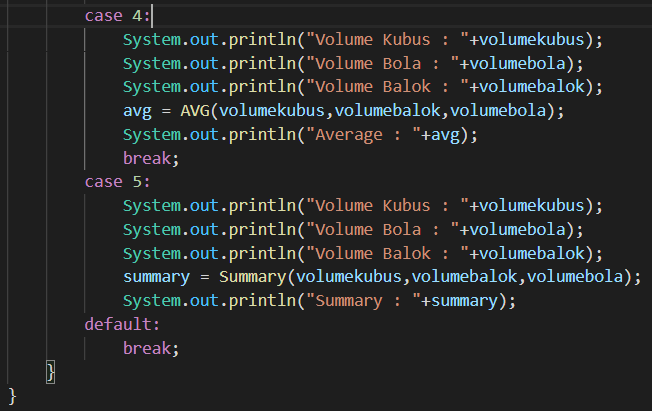 case 4:
System.out.println("Volume Kubus : "+volumekubus);
System.out.println("Volume Bola : "+volumebola);
System.out.println("Volume Balok : "+volumebalok);
avg = AVG(volumekubus,volumebalok,volumebola);
System.out.println("Average : "+avg);
break;
case 5:
System.out.println("Volume Kubus : "+volumekubus);
System.out.println("Volume Bola : "+volumebola);
System.out.println("Volume Balok : "+volumebalok);
summary = Summary(volumekubus,volumebalok,volumebola);
System.out.println("Summary : "+summary);
default:
break;
}
}